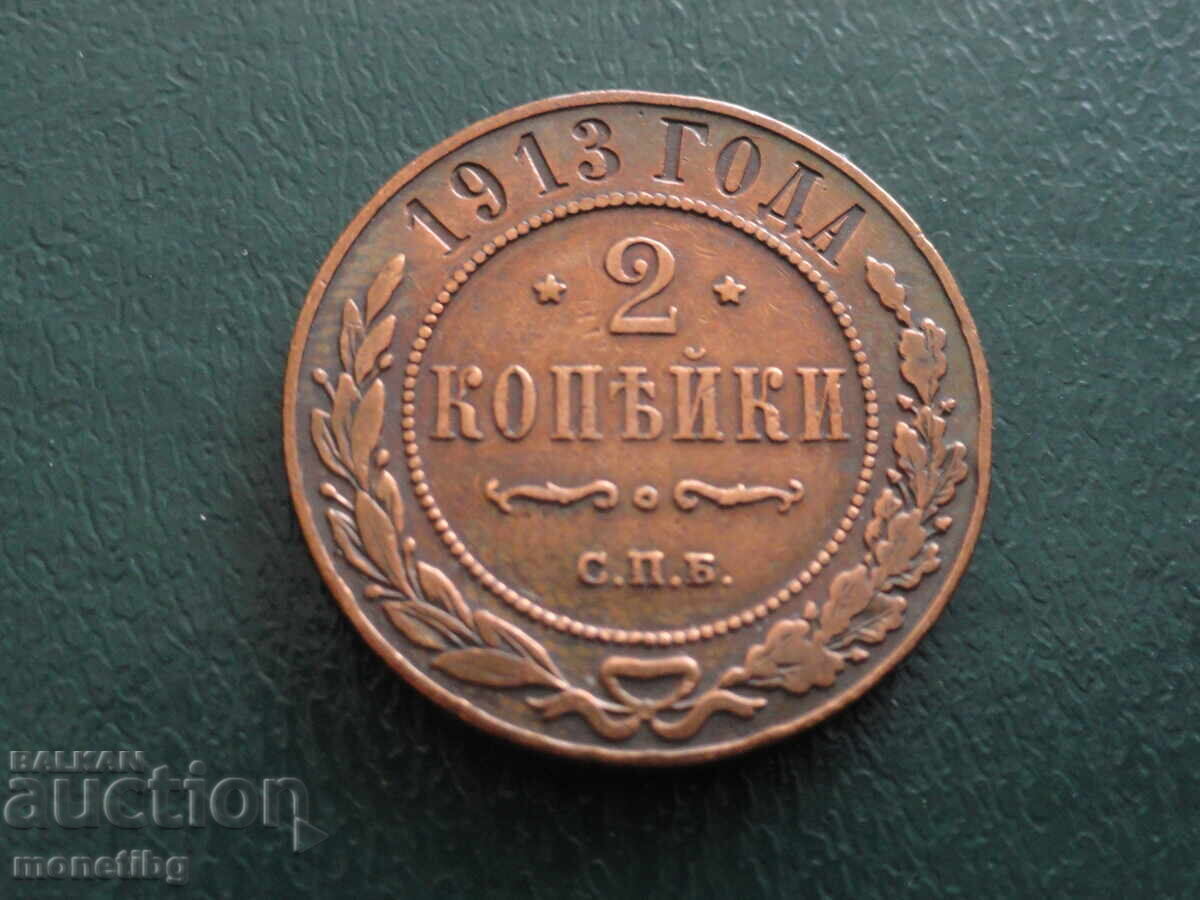 1913 ГОДА
2
КОПѢЙКИ
С.П.Б.
BALKAN
auction
monetibg